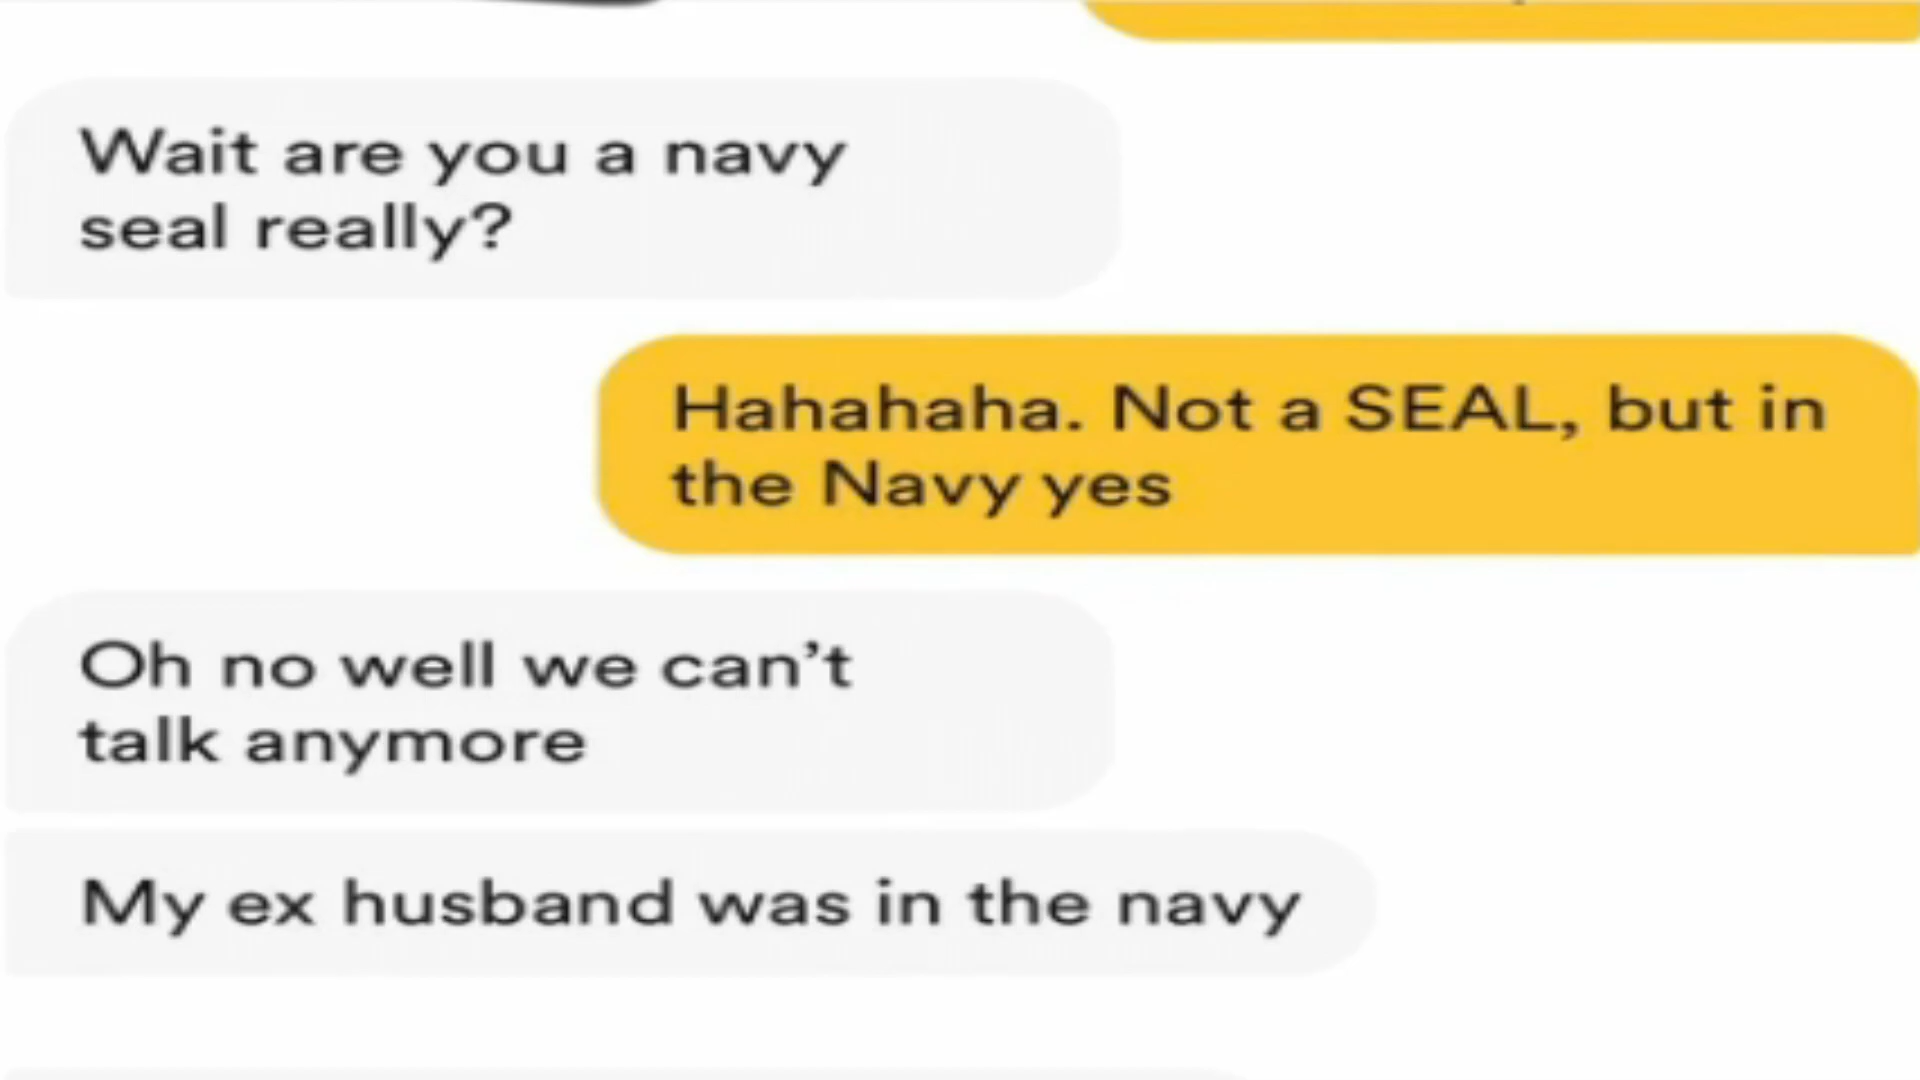 Wait are you a navy
seal really?
Hahahaha. Not a SEAL, but in
the Navy yes
Oh no well we can’t
talk anymore
My ex husband was in the navy